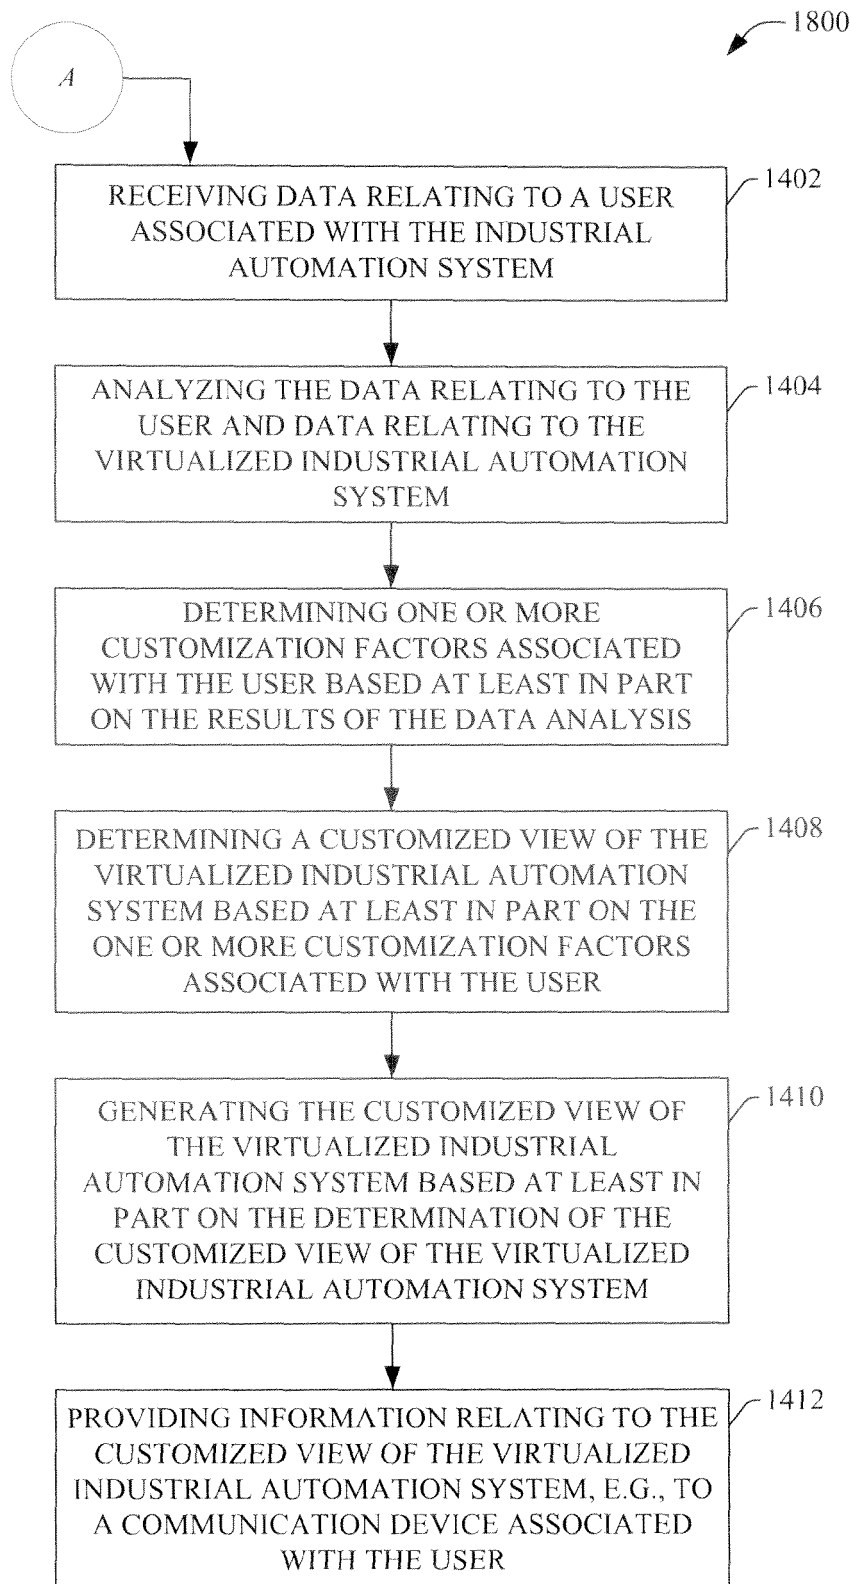 1800
A
1402
RECEIVING DATA RELATING TO A USER
ASSOCIATED WITH THE INDUSTRIAL
AUTOMATION SYSTEM
1404
ANALYZING THE DATA RELATING TO THE
USER AND DATA RELATING TO THE
VIRTUALIZED INDUSTRIAL AUTOMATION
SYSTEM
1406
DETERMINING ONE OR MORE
CUSTOMIZATION FACTORS ASSOCIATED
WITH THE USER BASED AT LEAST IN PART
ON THE RESULTS OF THE DATA ANALYSIS
1408
DETERMINING A CUSTOMIZED VIEW OF THE
VIRTUALIZED INDUSTRIAL AUTOMATION
SYSTEM BASED AT LEAST IN PART ON THE
ONE OR MORE CUSTOMIZATION FACTORS
ASSOCIATED WITH THE USER
1410
GENERATING THE CUSTOMIZED VIEW OF
THE VIRTUALIZED INDUSTRIAL
AUTOMATION SYSTEM BASED AT LEAST IN
PART ON THE DETERMINATION OF THE
CUSTOMIZED VIEW OF THE VIRTUALIZED
INDUSTRIAL AUTOMATION SYSTEM
1412
PROVIDING INFORMATION RELATING TO THE
CUSTOMIZED VIEW OF THE VIRTUALIZED
INDUSTRIAL AUTOMATION SYSTEM, E.G., TO
A COMMUNICATION DEVICE ASSOCIATED
WITH THE USER